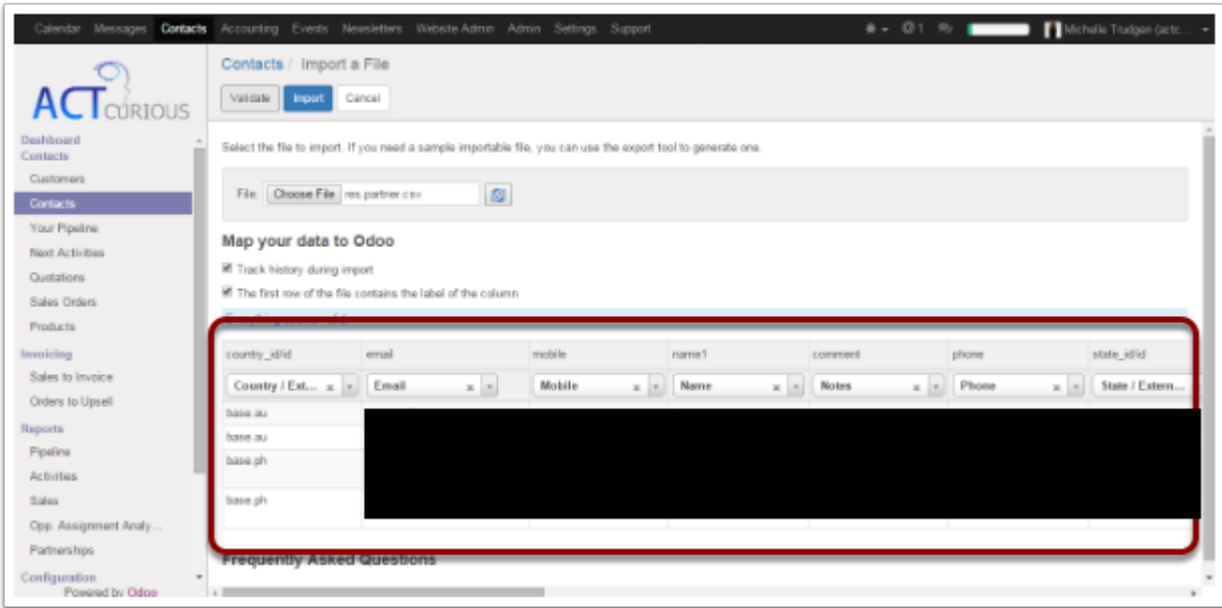 Calendar Messages Contacts Accounting Events Newsletters Website Admin Admin Settings Support 1 Michelle Trudgen (actc...
ACTcURIOUS
Contacts / Import a File
Validate Import Cancel
Dashboard
Contacts
Customers
Contacts
Your Pipeline
Next Activities
Quotations
Sales Orders
Products
Invoicing
Sales to Invoice
Orders to Upsell
Reports
Pipeline
Activities
Sales
Opp. Assignment Analy...
Partnerships
Configuration
Powered by Odoo
Select the file to import. If you need a sample importable file, you can use the export tool to generate one.
File: Choose File res.partner.csv
Map your data to Odoo
Track history during import
The first row of the file contains the label of the column
country_id/id email mobile name1 comment phone state_id/id
Country / Ext... x Email x Mobile x Name x Notes x Phone x State / Extern...
base.au
base.au
base.ph
base.ph
Frequently Asked Questions